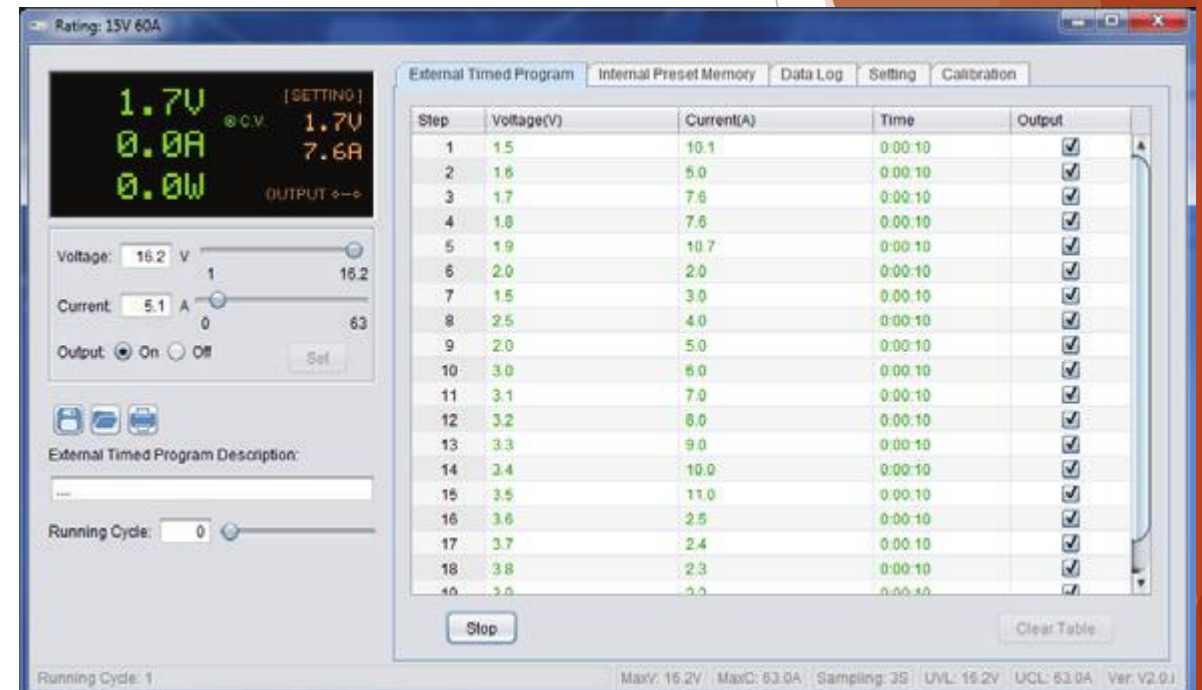 Rating: 15V 60A
1.7V
0.0A
0.0W
C.V.
[SETTING]
1.7V
7.6A
OUTPUT
Voltage: 16.2 V
1 16.2
Current: 5.1 A
0 63
Output: On Off
Set
External Timed Program Description:
....
Running Cycle: 0
External Timed Program Internal Preset Memory Data Log Setting Calibration
Step Voltage(V) Current(A) Time Output
1 1.5 10.1 0:00:10
2 1.6 5.0 0:00:10
3 1.7 7.6 0:00:10
4 1.8 7.6 0:00:10
5 1.9 10.7 0:00:10
6 2.0 2.0 0:00:10
7 1.5 3.0 0:00:10
8 2.5 4.0 0:00:10
9 2.0 5.0 0:00:10
10 3.0 6.0 0:00:10
11 3.1 7.0 0:00:10
12 3.2 8.0 0:00:10
13 3.3 9.0 0:00:10
14 3.4 10.0 0:00:10
15 3.5 11.0 0:00:10
16 3.6 2.5 0:00:10
17 3.7 2.4 0:00:10
18 3.8 2.3 0:00:10
Stop
Clear Table
Running Cycle: 1
MaxV: 16.2V MaxC: 63.0A Sampling: 3S UVL: 16.2V UCL: 63.0A Ver: V2.0.